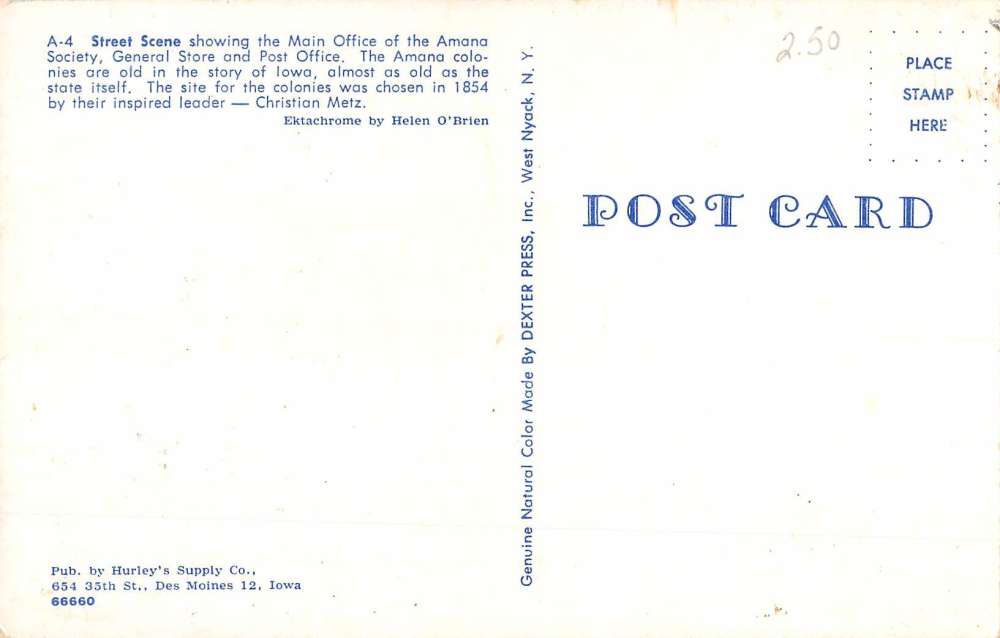 A-4 Street Scene showing the Main Office of the Amana
Society, General Store and Post Office. The Amana colo-
nies are old in the story of Iowa, almost as old as the
state itself. The site for the colonies was chosen in 1854
by their inspired leader — Christian Metz.
Ektachrome by Helen O'Brien
Pub. by Hurley's Supply Co.,
654 35th St., Des Moines 12, Iowa
66660
Genuine Natural Color Made By DEXTER PRESS, Inc., West Nyack, N. Y.
2.50
PLACE
STAMP
HERE
POST CARD